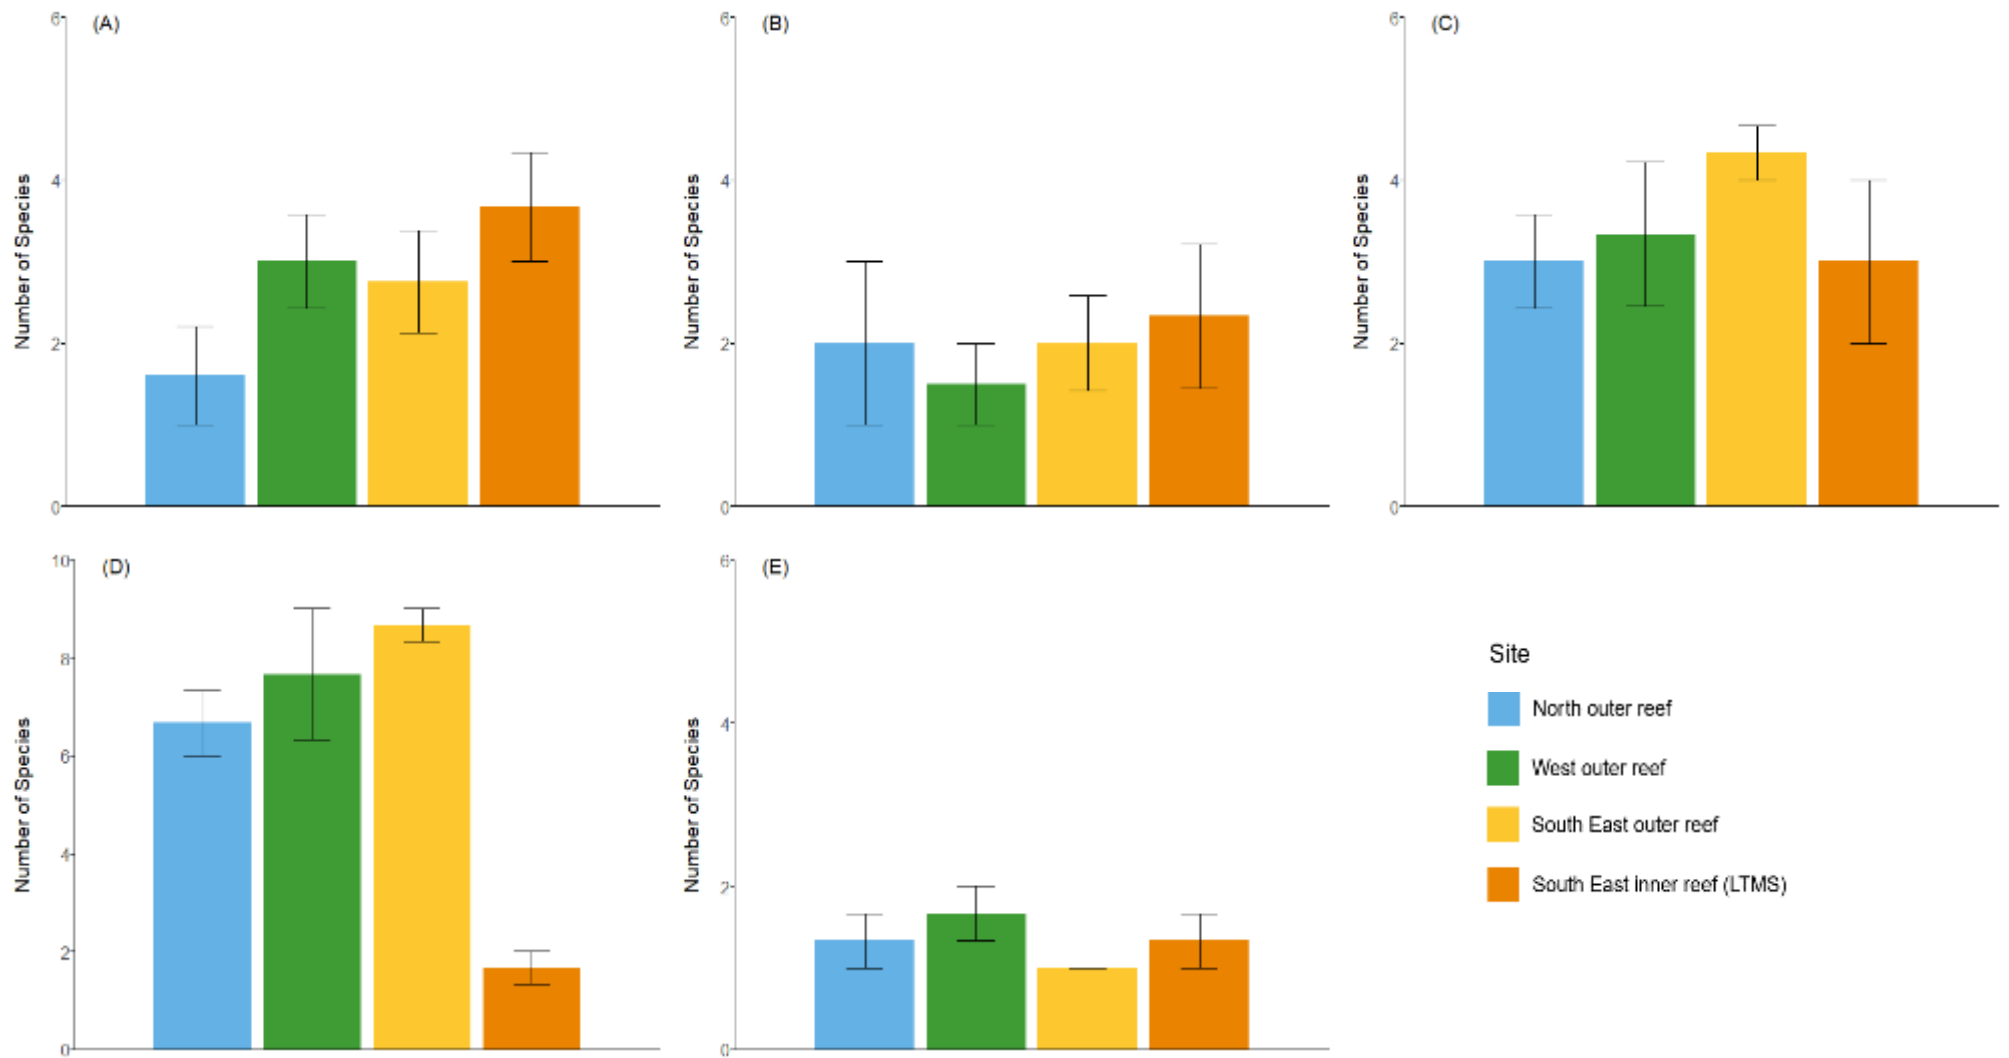 (A)
6
4
2
0
Number of Species
(B)
6
4
2
0
Number of Species
(C)
6
4
2
0
Number of Species
(D)
10
8
6
4
2
0
Number of Species
(E)
6
4
2
0
Number of Species
Site
North outer reef
West outer reef
South East outer reef
South East inner reef (LTMS)